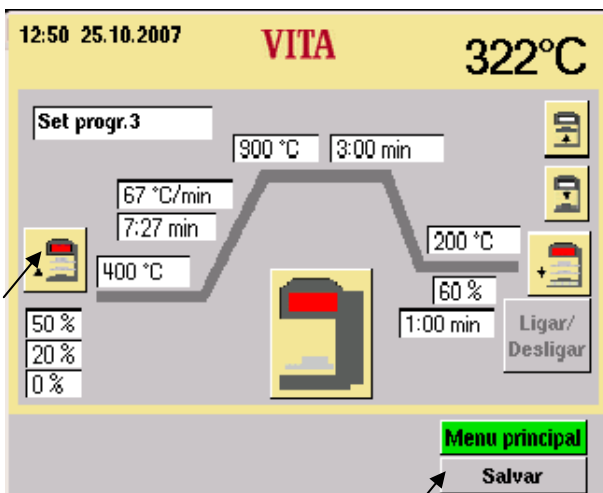 12:50 25.10.2007
VITA
322°C
Set progr.3
900 °C
3:00 min
67 °C/min
7:27 min
400 °C
200 °C
60 %
1:00 min
50 %
20 %
0 %
Ligar/
Desligar
Menu principal
Salvar